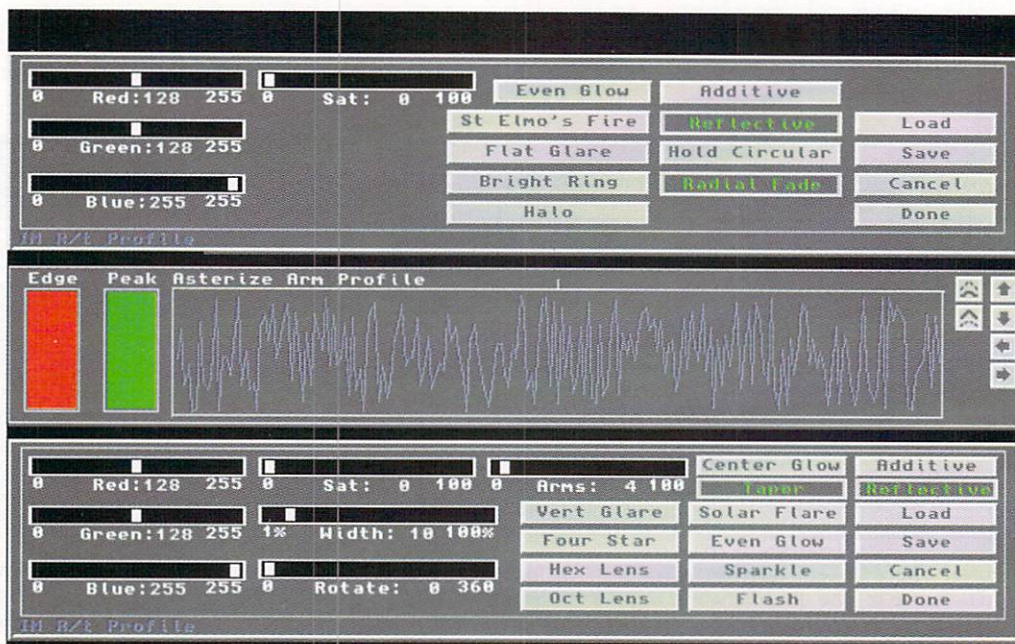 0 Red:128 255 0 Sat: 0 100
Even Glow Additive
St Elmo's Fire Reflective Load
0 Green:128 255
Flat Glare Hold Circular Save
Bright Ring Radial Fade Cancel
0 Blue:255 255
Halo Done
IM R/t Profile
Edge Peak Asterize Arm Profile
Center Glow Additive
0 Red:128 255 0 Sat: 0 100 0 Arms: 4 100
Taper Reflective
Vert Glare Solar Flare Load
0 Green:128 255 1% Width: 10 100%
Four Star Even Glow Save
Hex Lens Sparkle Cancel
0 Blue:255 255 0 Rotate: 0 360
Oct Lens Flash Done
IM R/t Profile